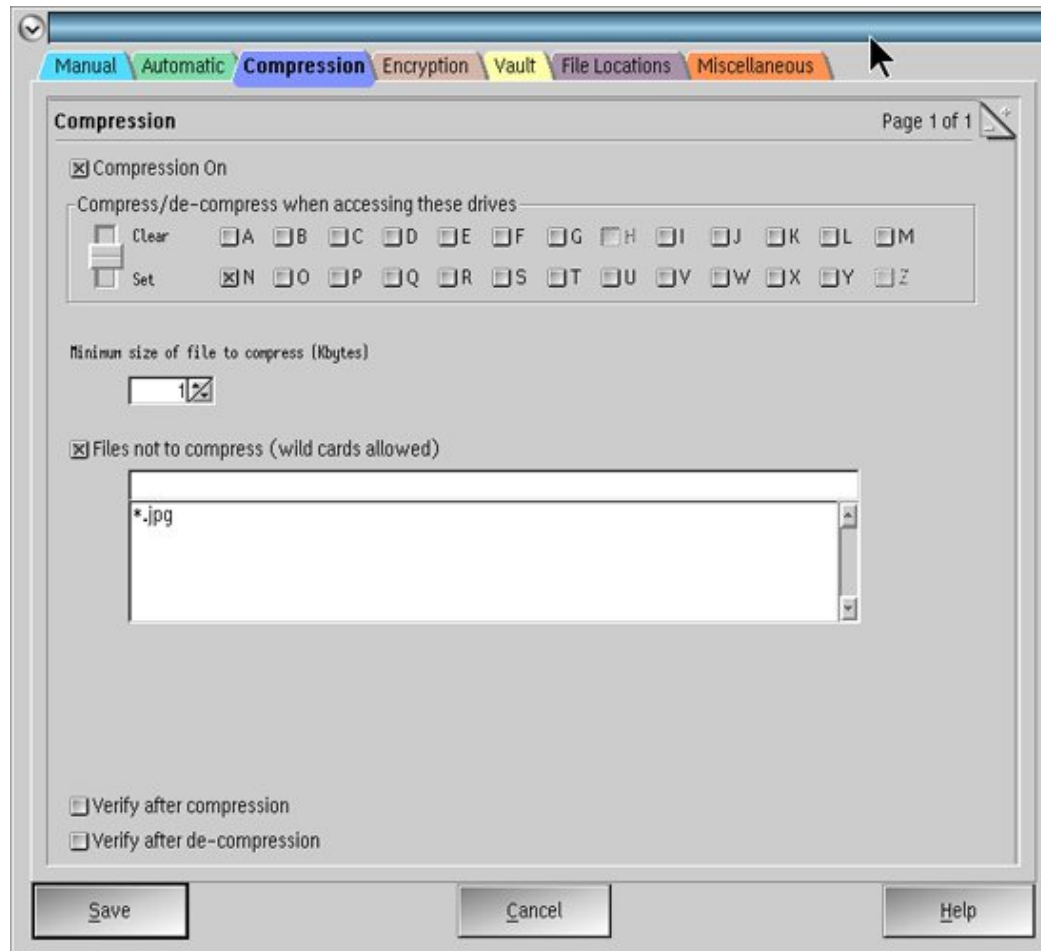 Manual Automatic Compression Encryption Vault File Locations Miscellaneous
Compression Page 1 of 1
Compression On
Compress/de-compress when accessing these drives
Clear A B C D E F G H I J K L M
Set N O P Q R S T U V W X Y Z
Minimum size of file to compress (Kbytes)
1
Files not to compress (wild cards allowed)
*.jpg
Verify after compression
Verify after de-compression
Save Cancel Help